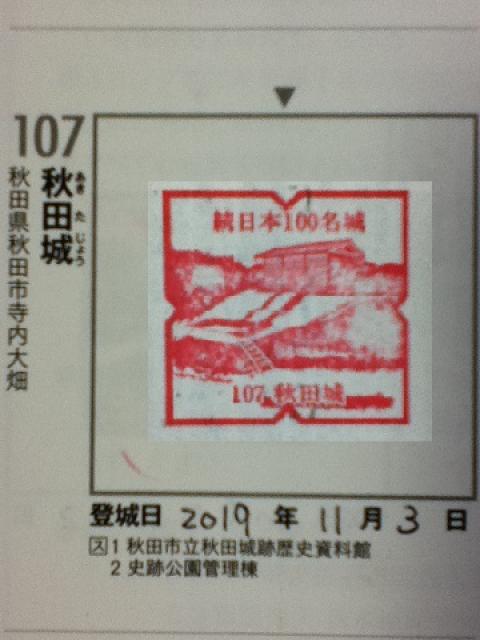 107
秋田城
あきたじょう
秋田県秋田市寺内大畑
▼
続日本100名城
107 秋田城
登城日 2019 年 11 月 3 日
ス 1 秋田市立秋田城跡歴史資料館
2 史跡公園管理棟